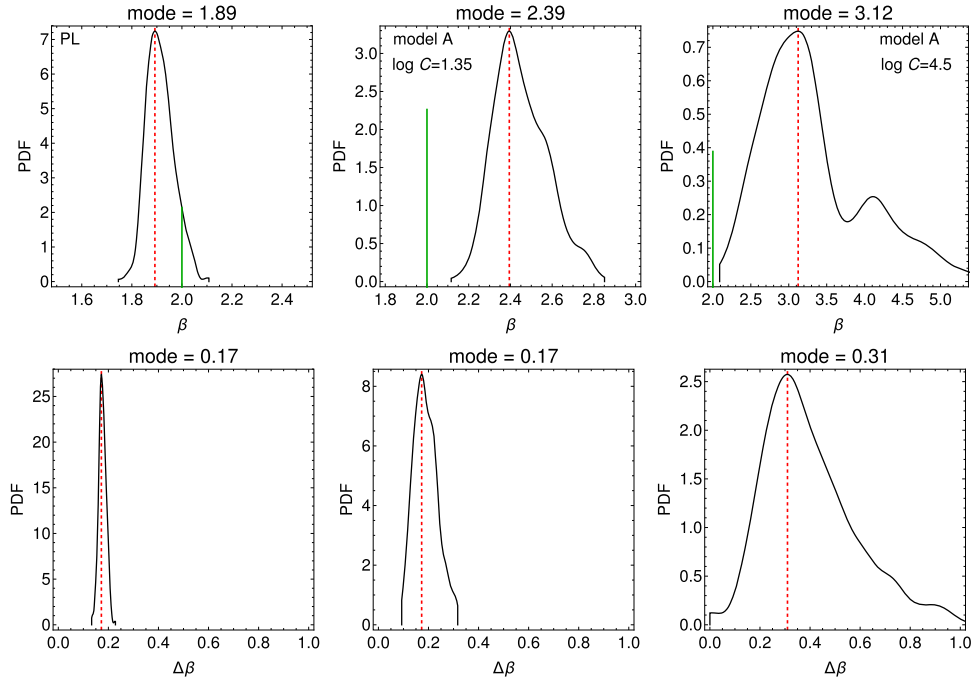 mode = 1.89
PL
PDF
7
6
5
4
3
2
1
0
1.6 1.8 2.0 2.2 2.4
β
mode = 2.39
model A
log C=1.35
PDF
3.0
2.5
2.0
1.5
1.0
0.5
0.0
1.8 2.0 2.2 2.4 2.6 2.8 3.0
β
mode = 3.12
model A
log C=4.5
PDF
0.7
0.6
0.5
0.4
0.3
0.2
0.1
0.0
2.0 2.5 3.0 3.5 4.0 4.5 5.0
β
mode = 0.17
PDF
25
20
15
10
5
0
0.0 0.2 0.4 0.6 0.8 1.0
Δβ
mode = 0.17
PDF
8
6
4
2
0
0.0 0.2 0.4 0.6 0.8 1.0
Δβ
mode = 0.31
PDF
2.5
2.0
1.5
1.0
0.5
0.0
0.0 0.2 0.4 0.6 0.8 1.0
Δβ